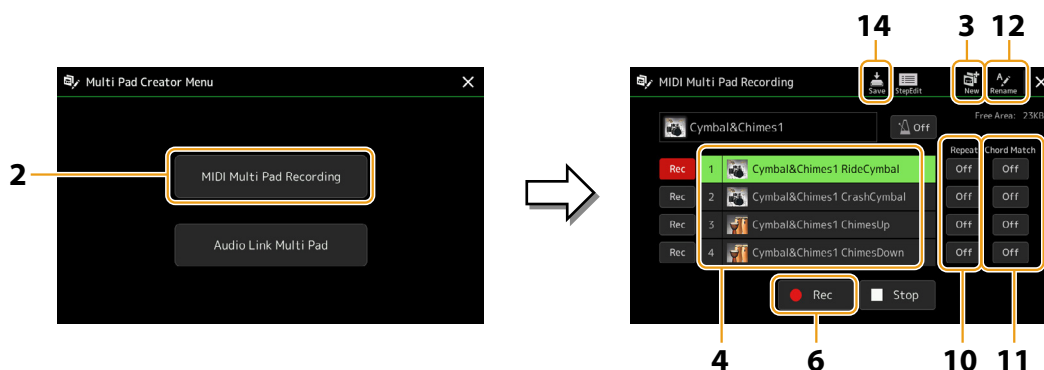 14 3 12
Multi Pad Creator Menu
MIDI Multi Pad Recording
Save
StepEdit
New
Rename
Free Area: 23KB
Cymbal&Chimes1
Off
Repeat Chord Match
2
MIDI Multi Pad Recording
Audio Link Multi Pad
Rec 1 Cymbal&Chimes1 RideCymbal Off Off
Rec 2 Cymbal&Chimes1 CrashCymbal Off Off
Rec 3 Cymbal&Chimes1 ChimesUp Off Off
Rec 4 Cymbal&Chimes1 ChimesDown Off Off
Rec Stop
4 6 10 11